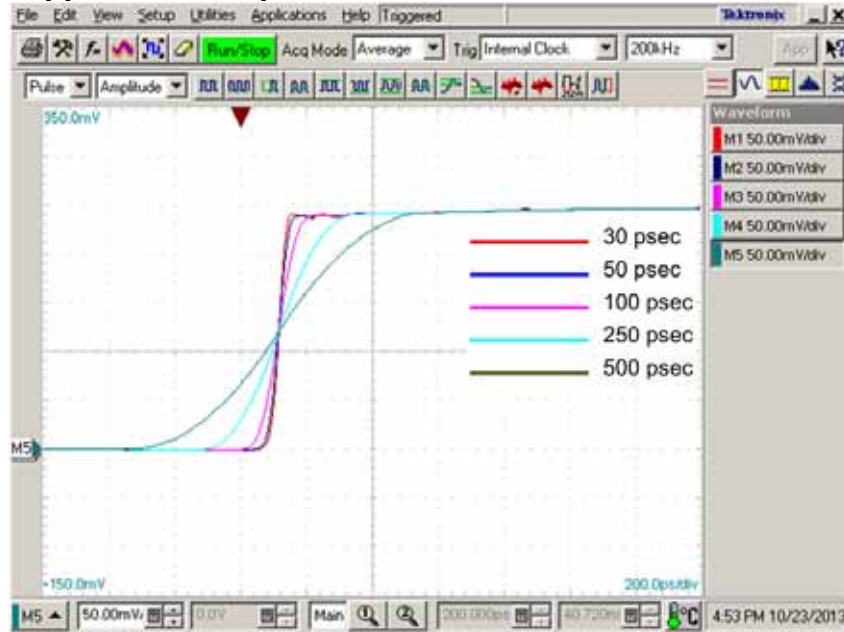 File Edit View Setup Utilities Applications Help Triggered Tektronix
Run/Stop Acq Mode Average Trig Internal Clock 200kHz App
Pulse Amplitude
350.0mV
Waveform
M1 50.00mV/div
M2 50.00mV/div
M3 50.00mV/div
M4 50.00mV/div
M5 50.00mV/div
30 psec
50 psec
100 psec
250 psec
500 psec
M5
-150.0mV
200.0ps/div
M5 50.00mV/ 0.0V Main 1 2 200.000ps 40.720ns °C 4:53 PM 10/23/2013